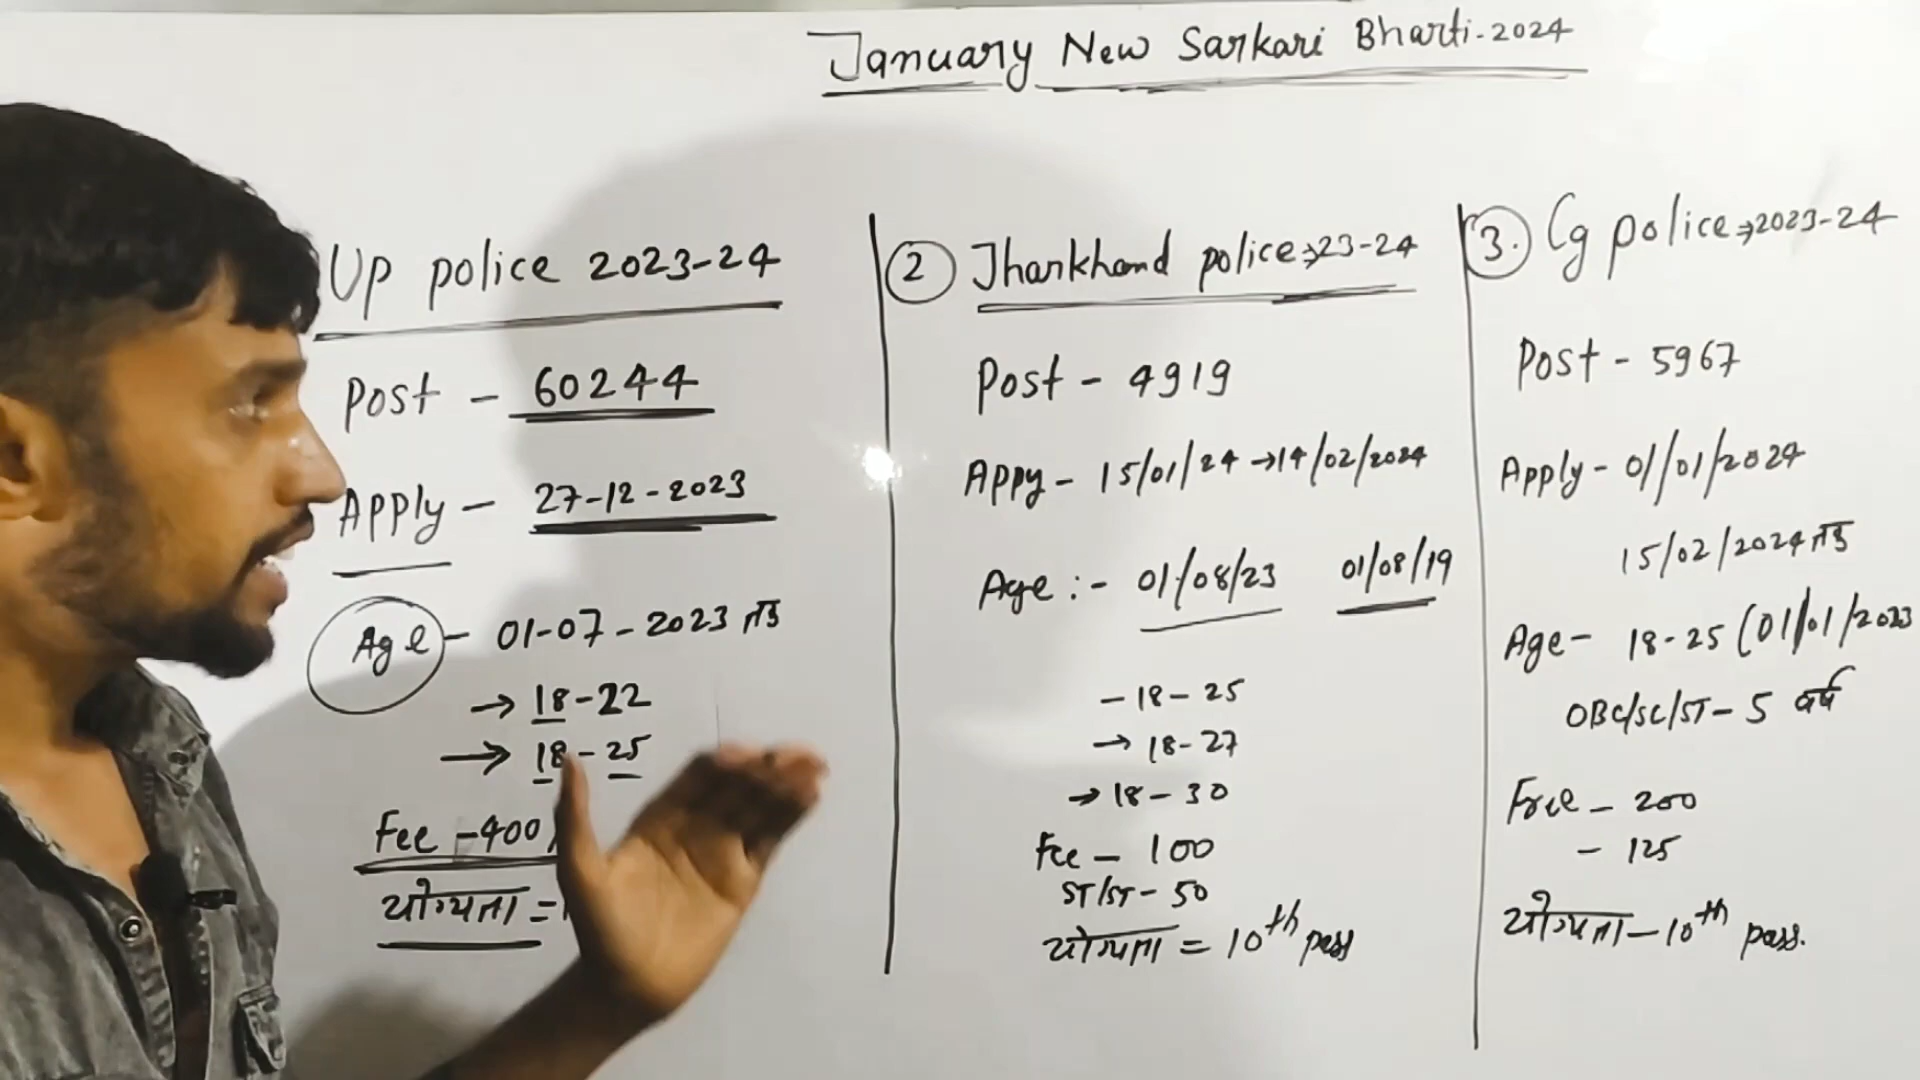 January New Sarkari Bharti-2024
Up police 2023-24
Post - 60244
Apply - 27-12-2023
Age - 01-07-2023 तक
→ 18-22
→ 18-25
Fee -400
योग्यता =
2 Jharkhand police⇒23-24
Post - 4919
Appy - 15/01/24→14/02/2024
Age :- 01/08/23 01/08/19
- 18-25
→ 18-27
→ 18-30
Fee - 100
ST/ST - 50
योग्यता = 10th pass
3. Cg police⇒2023-24
Post - 5967
Apply - 01/01/2024
15/02/2024 तक
Age - 18-25 (01/01/2023
OBC/SC/ST - 5 वर्ष
Free - 200
- 125
योग्यता - 10th pass.